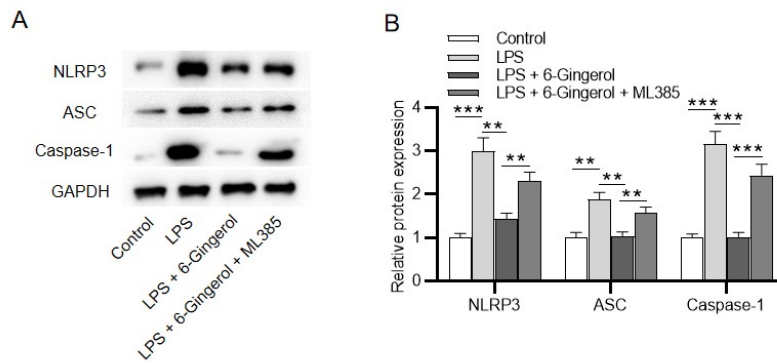 A
NLRP3
ASC
Caspase-1
GAPDH
Control
LPS
LPS + 6-Gingerol
LPS + 6-Gingerol + ML385
B
Control
LPS
LPS + 6-Gingerol
LPS + 6-Gingerol + ML385
Relative protein expression
4
3
2
1
0
*** ** **
** ** **
*** *** ***
NLRP3 ASC Caspase-1